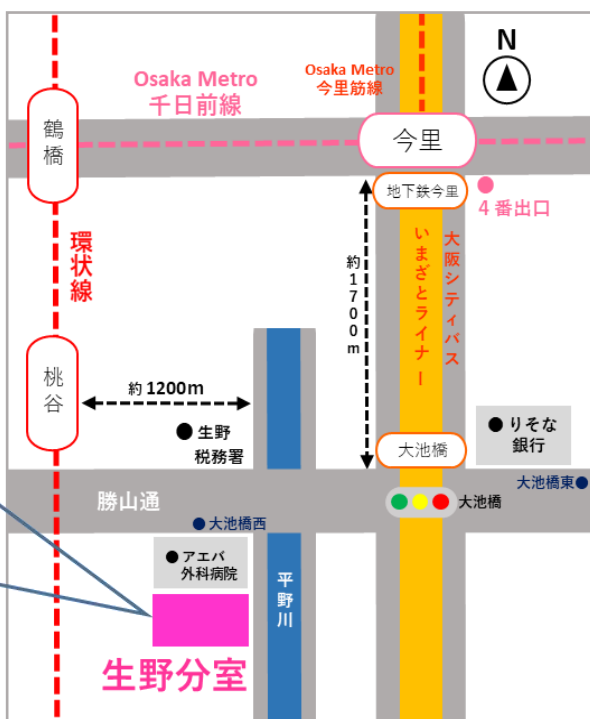 N
Osaka Metro
千日前線
Osaka Metro
今里筋線
鶴橋
今里
地下鉄今里
4番出口
環状線
約1700m
いまざとライナー
大阪シティバス
桃谷
約1200m
生野
税務署
大池橋
りそな
銀行
大池橋東
勝山通
大池橋西
大池橋
アエバ
外科病院
平野川
生野分室